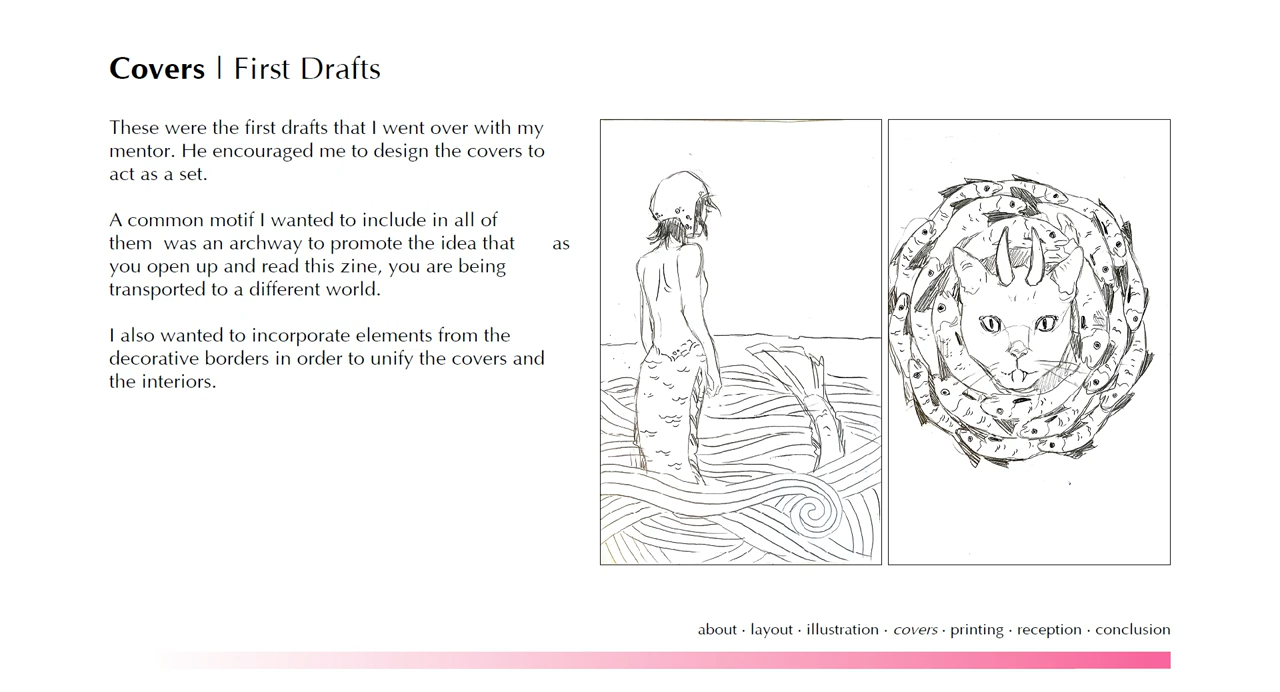 Covers | First Drafts
These were the first drafts that I went over with my
mentor. He encouraged me to design the covers to
act as a set.
A common motif I wanted to include in all of
them  was an archway to promote the idea that      as
you open up and read this zine, you are being
transported to a different world.
I also wanted to incorporate elements from the
decorative borders in order to unify the covers and
the interiors.
about · layout · illustration · covers · printing · reception · conclusion